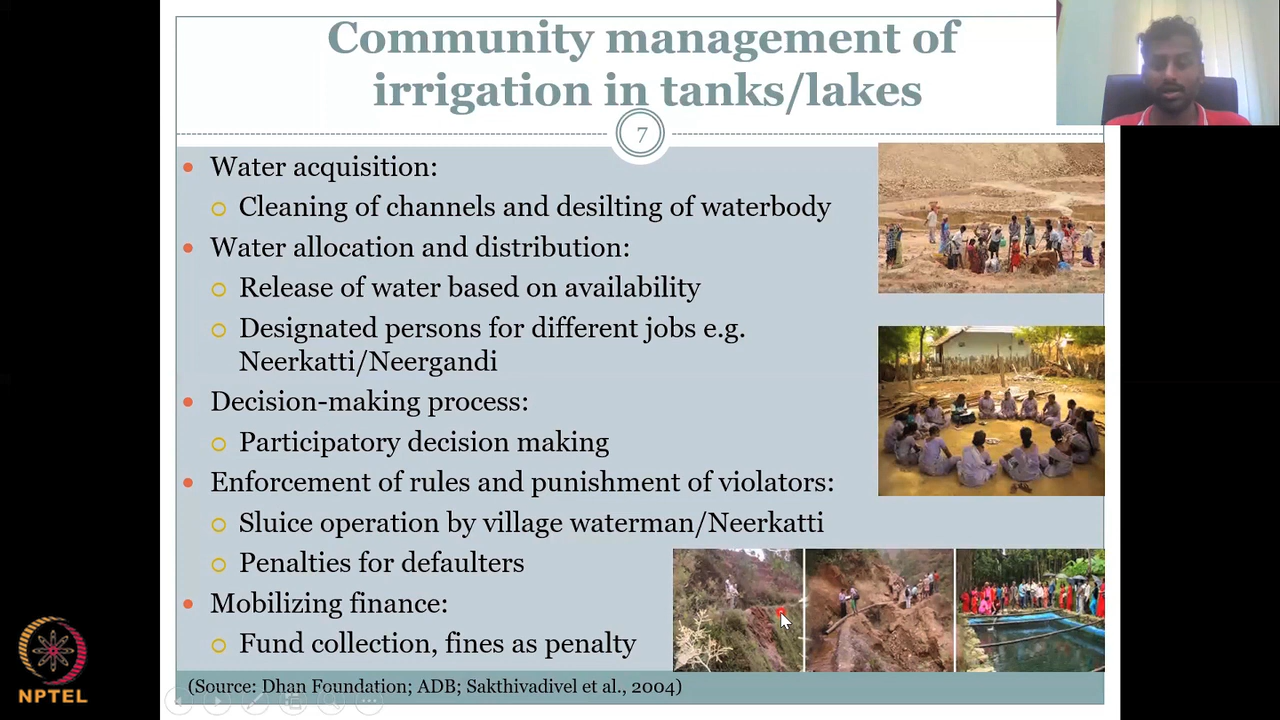 Community management of
irrigation in tanks/lakes
7
• Water acquisition:
Cleaning of channels and desilting of waterbody
• Water allocation and distribution:
Release of water based on availability
Designated persons for different jobs e.g.
Neerkatti/Neergandi
• Decision-making process:
Participatory decision making
• Enforcement of rules and punishment of violators:
Sluice operation by village waterman/Neerkatti
Penalties for defaulters
• Mobilizing finance:
Fund collection, fines as penalty
(Source: Dhan Foundation; ADB; Sakthivadivel et al., 2004)
NPTEL